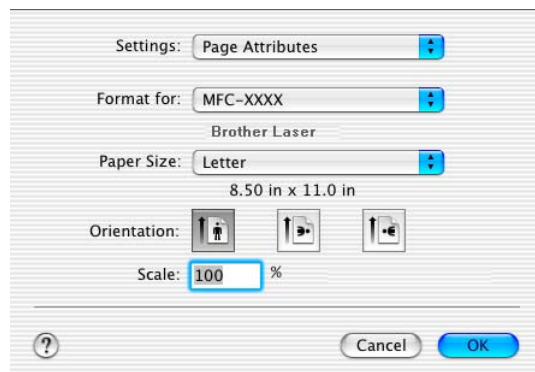 Settings: Page Attributes
Format for: MFC-XXXX
Brother Laser
Paper Size: Letter
8.50 in x 11.0 in
Orientation:
Scale: 100 %
? Cancel OK